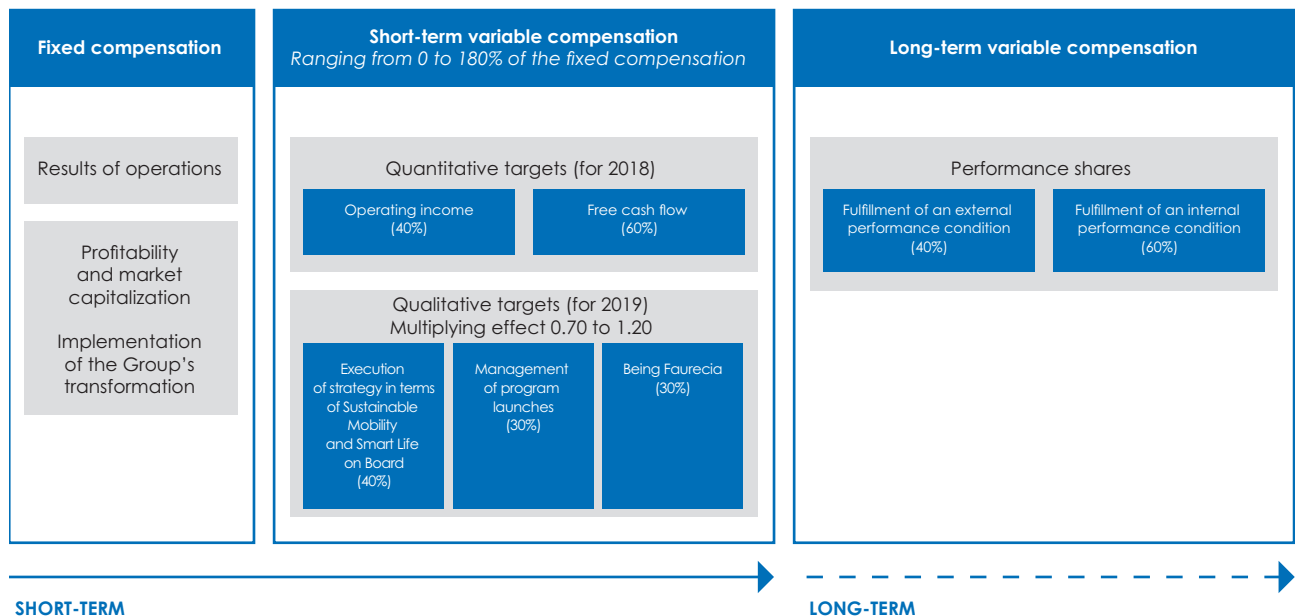 Fixed compensation
Results of operations
Profitability
and market
capitalization
Implementation
of the Group's
transformation
Short-term variable compensation
Ranging from 0 to 180% of the fixed compensation
Quantitative targets (for 2018)
Operating income
(40%)
Free cash flow
(60%)
Qualitative targets (for 2019)
Multiplying effect 0.70 to 1.20
Execution
of strategy in terms
of Sustainable
Mobility
and Smart Life
on Board
(40%)
Management
of program
launches
(30%)
Being Faurecia
(30%)
Long-term variable compensation
Performance shares
Fulfillment of an external
performance condition
(40%)
Fulfillment of an internal
performance condition
(60%)
SHORT-TERM
LONG-TERM